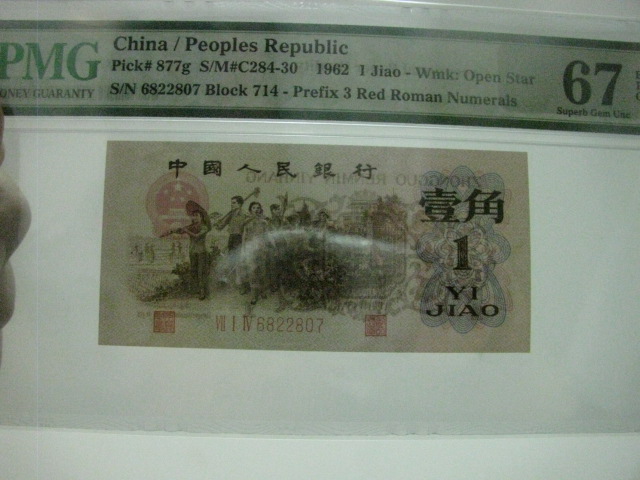 PMG
ONEY GUARANTY
China / Peoples Republic
Pick# 877g S/M#C284-30 1962 1 Jiao - Wmk: Open Star
S/N 6822807 Block 714 - Prefix 3 Red Roman Numerals
67
Superb Gem Unc
中國人民銀行
壹角
1
YI
JIAO
VII I IV 6822807